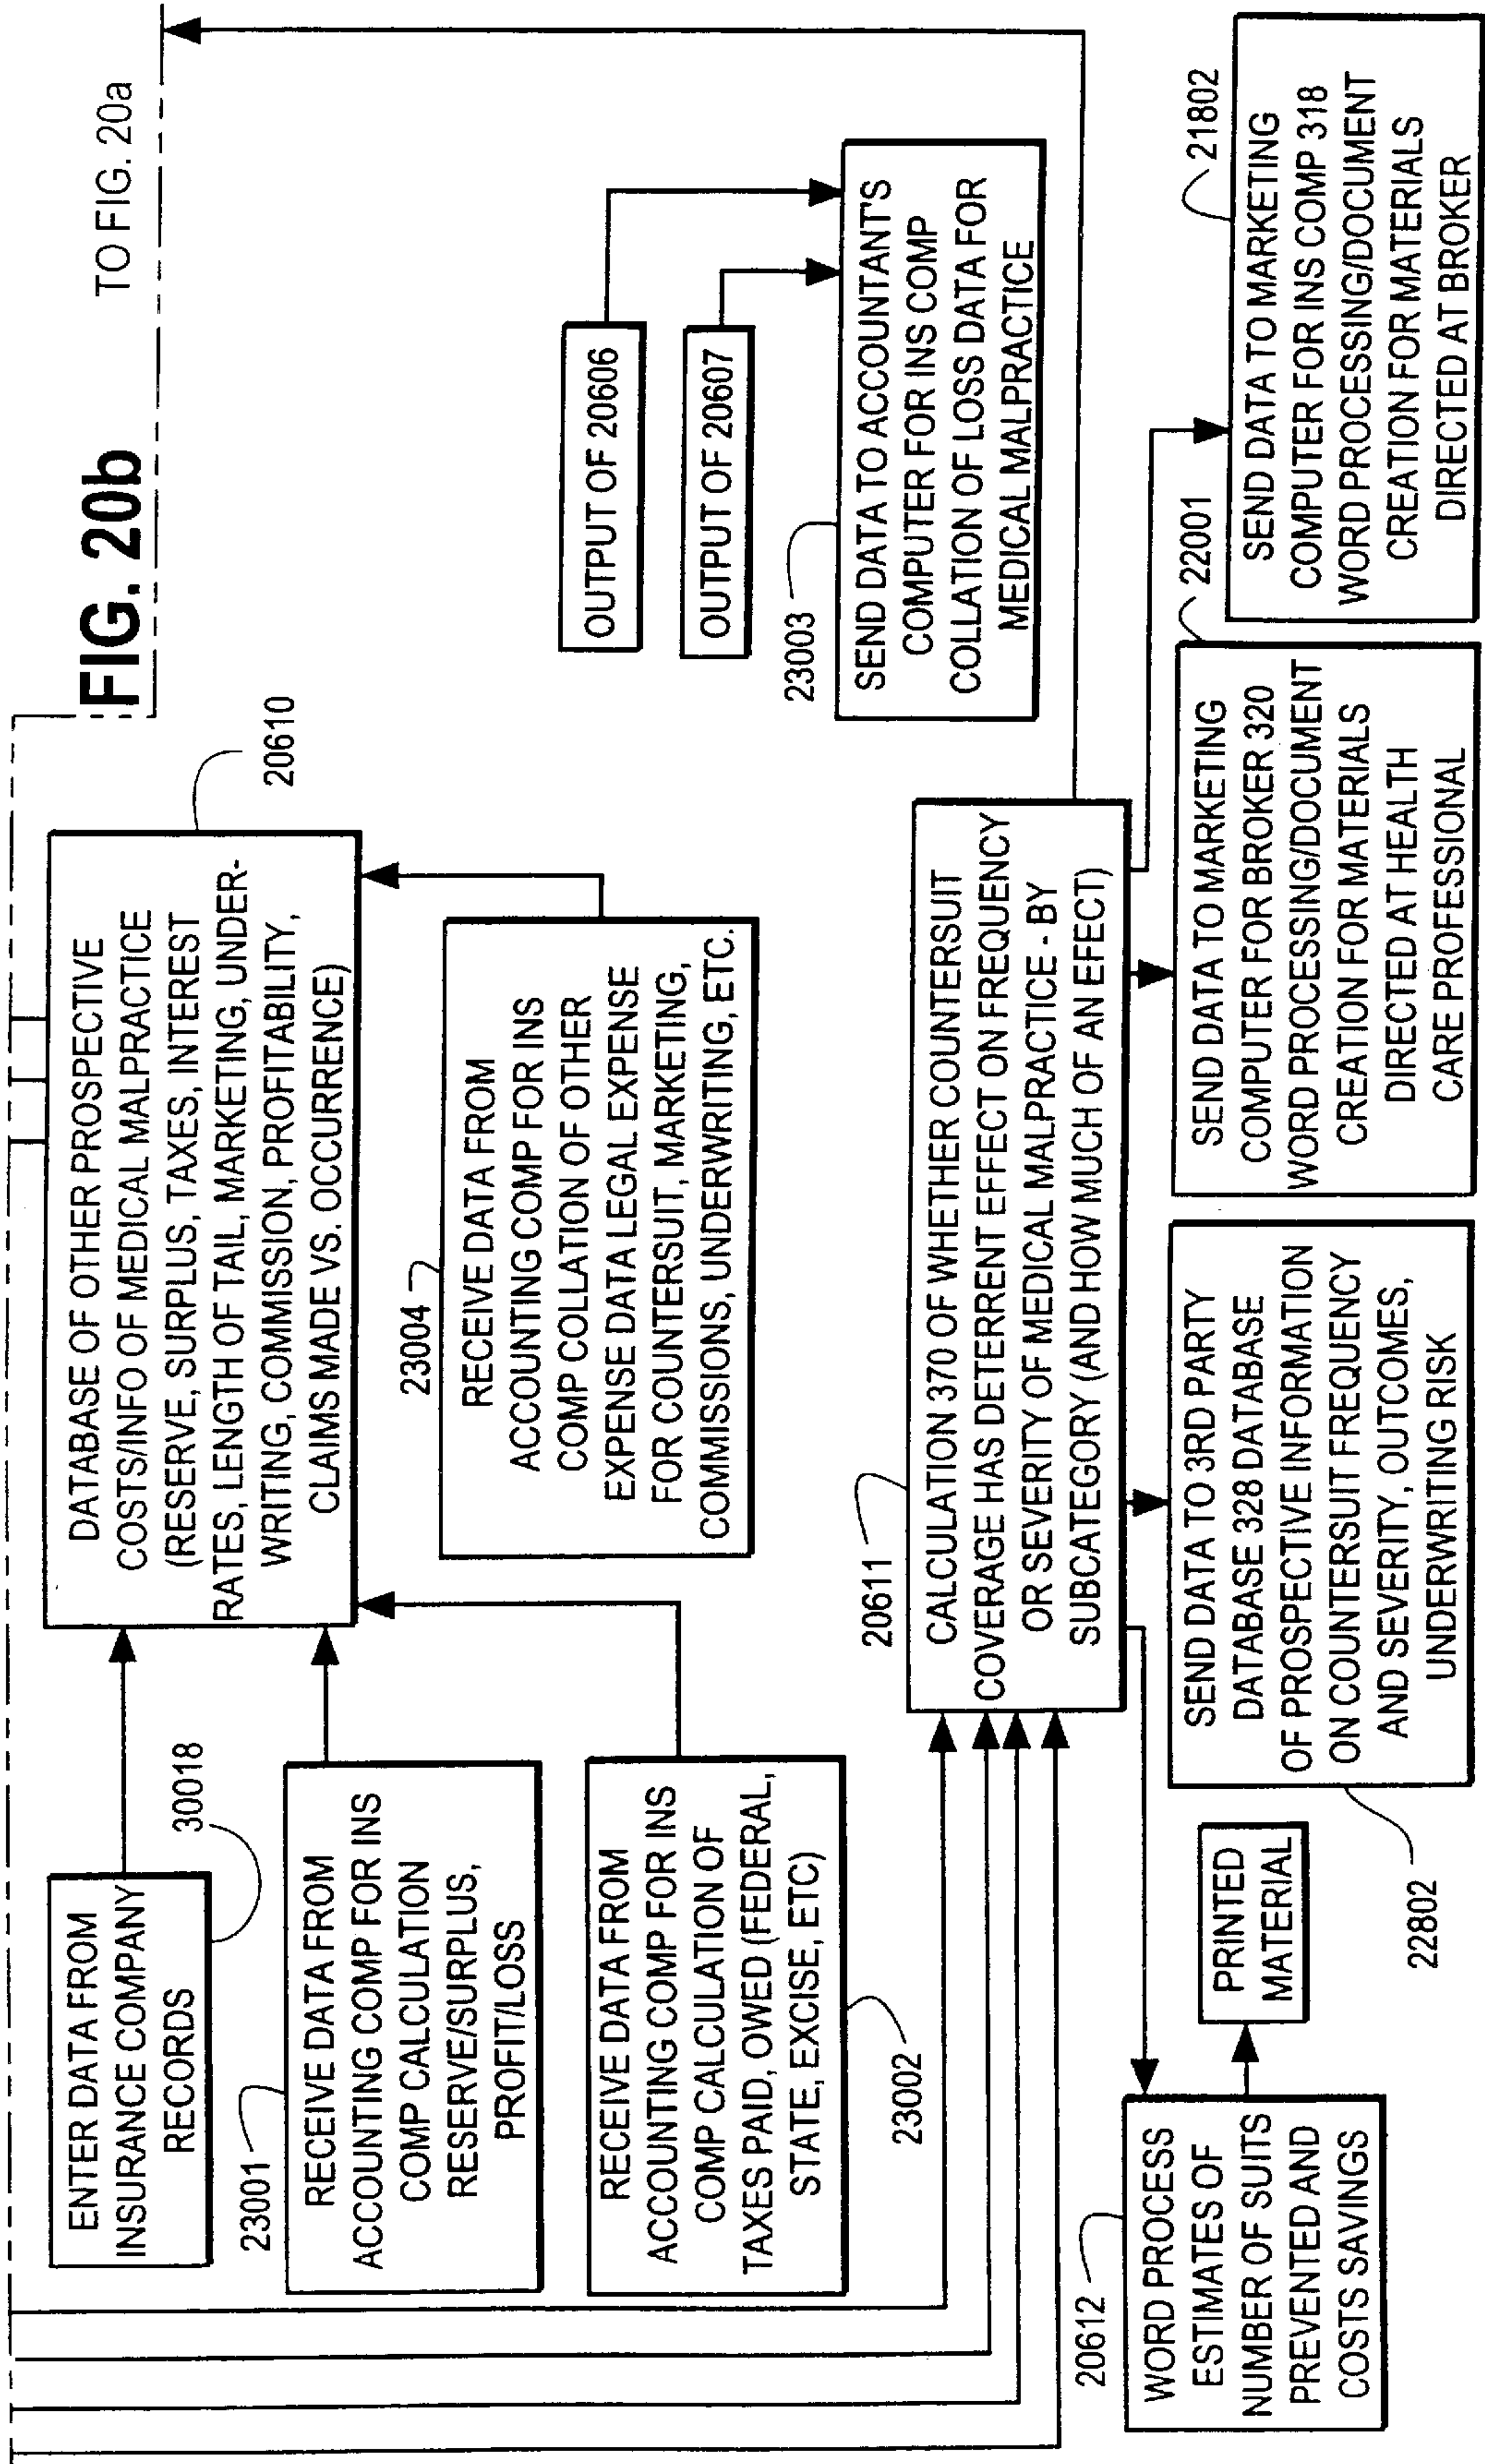 FIG. 20b
TO FIG. 20a
ENTER DATA FROM
INSURANCE COMPANY
RECORDS
30018
23001
RECEIVE DATA FROM
ACCOUNTING COMP FOR INS
COMP CALCULATION
RESERVE/SURPLUS,
PROFIT/LOSS
RECEIVE DATA FROM
ACCOUNTING COMP FOR INS
COMP CALCULATION OF
TAXES PAID, OWED (FEDERAL,
STATE, EXCISE, ETC)
23002
DATABASE OF OTHER PROSPECTIVE
COSTS/INFO OF MEDICAL MALPRACTICE
(RESERVE, SURPLUS, TAXES, INTEREST
RATES, LENGTH OF TAIL, MARKETING, UNDER-
WRITING, COMMISSION, PROFITABILITY,
CLAIMS MADE VS. OCCURRENCE)
20610
23004
RECEIVE DATA FROM
ACCOUNTING COMP FOR INS
COMP COLLATION OF OTHER
EXPENSE DATA LEGAL EXPENSE
FOR COUNTERSUIT, MARKETING,
COMMISSIONS, UNDERWRITING, ETC.
OUTPUT OF 20606
OUTPUT OF 20607
23003
SEND DATA TO ACCOUNTANT'S
COMPUTER FOR INS COMP
COLLATION OF LOSS DATA FOR
MEDICAL MALPRACTICE
20611
CALCULATION 370 OF WHETHER COUNTERSUIT
COVERAGE HAS DETERRENT EFFECT ON FREQUENCY
OR SEVERITY OF MEDICAL MALPRACTICE - BY
SUBCATEGORY (AND HOW MUCH OF AN EFECT)
20612
WORD PROCESS
ESTIMATES OF
NUMBER OF SUITS
PREVENTED AND
COSTS SAVINGS
PRINTED
MATERIAL
SEND DATA TO 3RD PARTY
DATABASE 328 DATABASE
OF PROSPECTIVE INFORMATION
ON COUNTERSUIT FREQUENCY
AND SEVERITY, OUTCOMES,
UNDERWRITING RISK
22802
SEND DATA TO MARKETING
COMPUTER FOR BROKER 320
WORD PROCESSING/DOCUMENT
CREATION FOR MATERIALS
DIRECTED AT HEALTH
CARE PROFESSIONAL
22001
SEND DATA TO MARKETING
COMPUTER FOR INS COMP 318
WORD PROCESSING/DOCUMENT
CREATION FOR MATERIALS
DIRECTED AT BROKER
21802